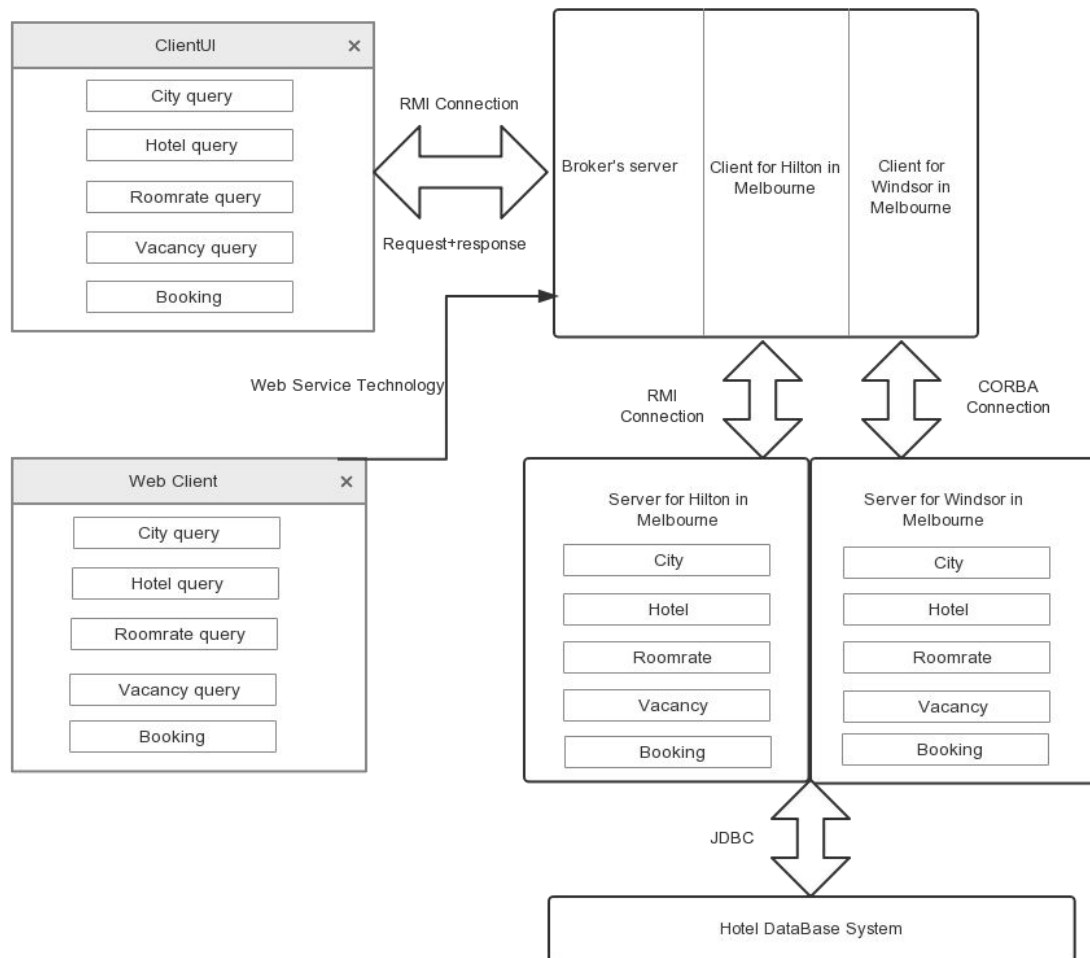 ClientUI ×
City query
Hotel query
Roomrate query
Vacancy query
Booking
RMI Connection
Request+response
Broker's server
Client for Hilton in
Melbourne
Client for
Windsor in
Melbourne
Web Service Technology
RMI
Connection
CORBA
Connection
Web Client ×
City query
Hotel query
Roomrate query
Vacancy query
Booking
Server for Hilton in
Melbourne
City
Hotel
Roomrate
Vacancy
Booking
Server for Windsor in
Melbourne
City
Hotel
Roomrate
Vacancy
Booking
JDBC
Hotel DataBase System